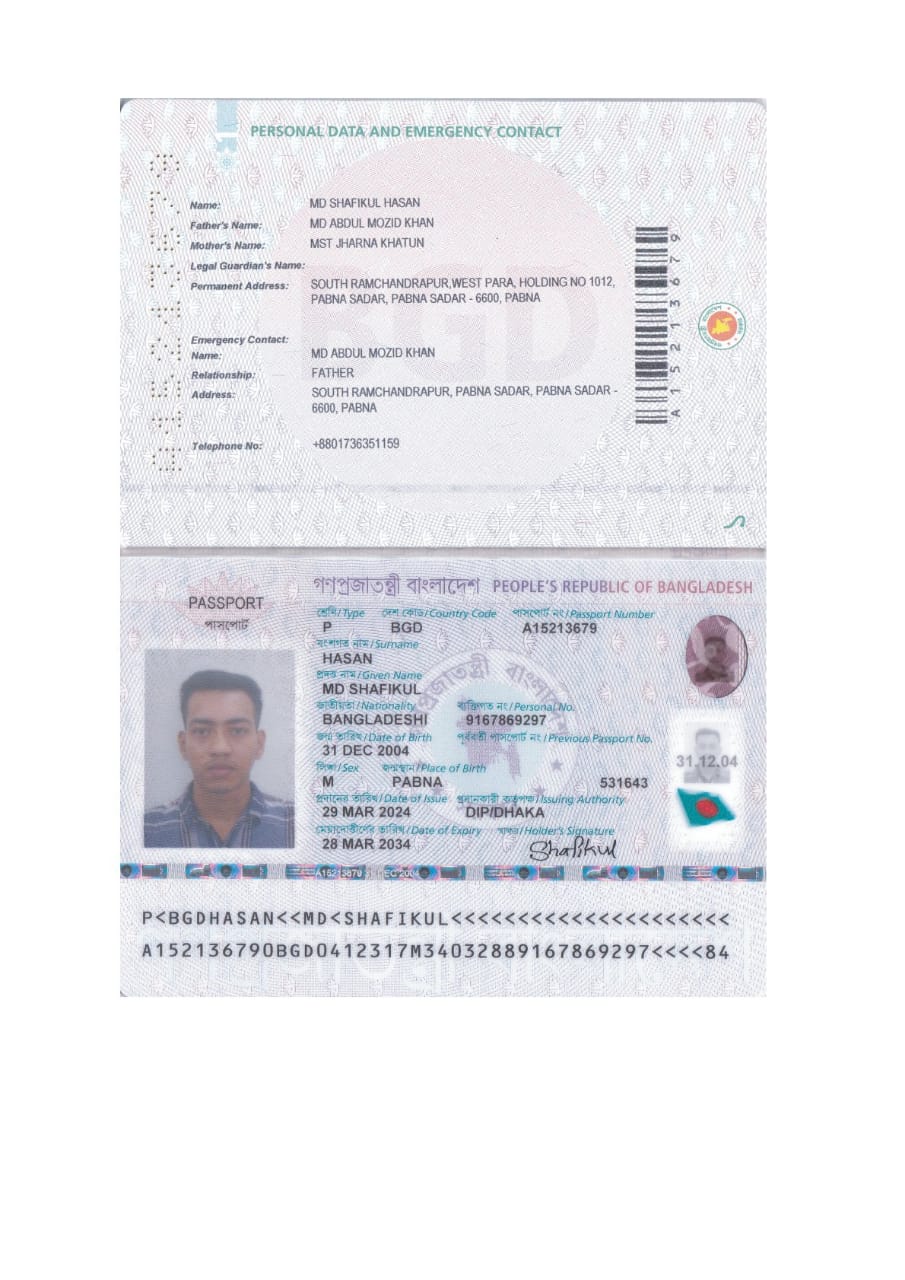 PERSONAL DATA AND EMERGENCY CONTACT
Name: MD SHAFIKUL HASAN
Father's Name: MD ABDUL MOZID KHAN
Mother's Name: MST JHARNA KHATUN
Legal Guardian's Name:
Permanent Address: SOUTH RAMCHANDRAPUR,WEST PARA, HOLDING NO 1012,
PABNA SADAR, PABNA SADAR - 6600, PABNA
Emergency Contact:
Name: MD ABDUL MOZID KHAN
Relationship: FATHER
Address: SOUTH RAMCHANDRAPUR, PABNA SADAR, PABNA SADAR -
6600, PABNA
Telephone No: +8801736351159
A15213679
A15213679
BGD
গণপ্রজাতন্ত্রী বাংলাদেশ PEOPLE'S REPUBLIC OF BANGLADESH
PASSPORT
পাসপোর্ট
শ্রেণি/Type দেশ কোড/Country Code পাসপোর্ট নং/Passport Number
P BGD A15213679
বংশগত নাম/Surname
HASAN
প্রদত্ত নাম/Given Name
MD SHAFIKUL
জাতীয়তা/Nationality ব্যক্তিগত নং/Personal No.
BANGLADESHI 9167869297
জন্ম তারিখ/Date of Birth পূর্ববর্তী পাসপোর্ট নং/Previous Passport No.
31 DEC 2004
লিঙ্গ/Sex জন্মস্থান/Place of Birth
M PABNA 531643
প্রদানের তারিখ/Date of Issue প্রদানকারী কর্তৃপক্ষ/Issuing Authority
29 MAR 2024 DIP/DHAKA
মেয়াদোত্তীর্ণের তারিখ/Date of Expiry স্বাক্ষর/Holder's Signature
28 MAR 2034 Shafikul
31.12.04
A15213679 31 DEC 2004
P<BGDHASAN<<MD<SHAFIKUL<<<<<<<<<<<<<<<<<<<<<
A152136790BGD0412317M34032889167869297<<<<84